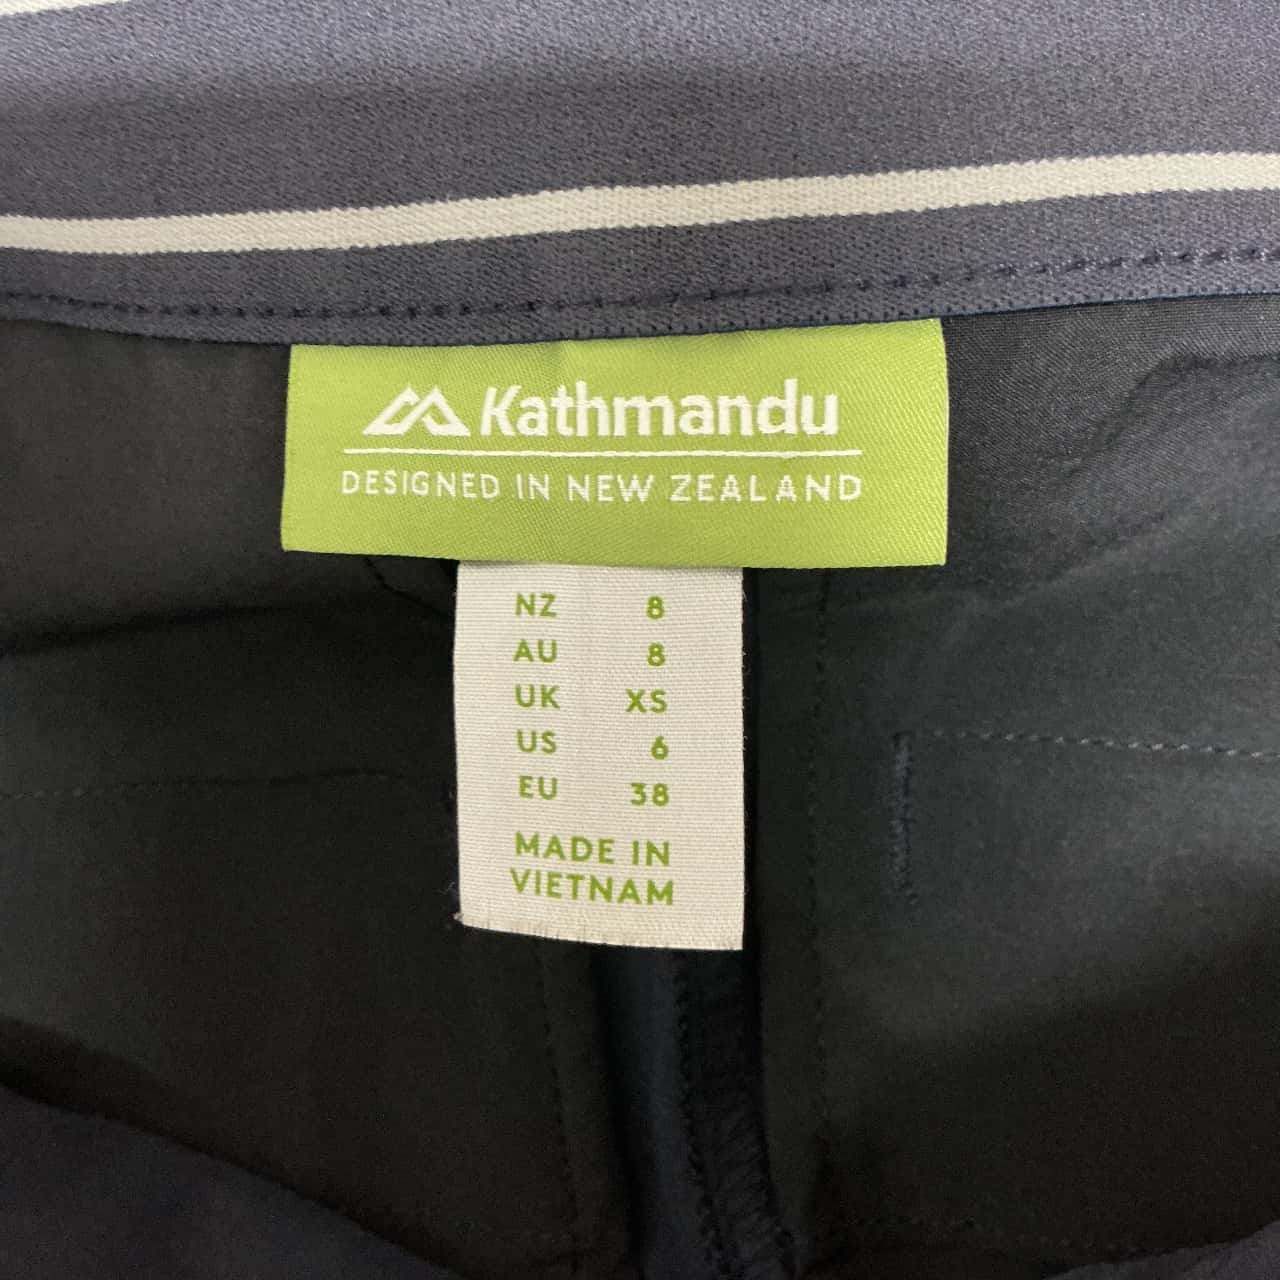 Kathmandu
DESIGNED IN NEW ZEALAND
NZ 8
AU 8
UK XS
US 6
EU 38
MADE IN
VIETNAM